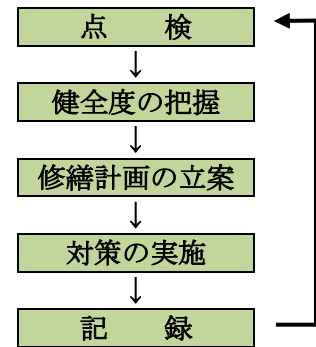 点　検
健全度の把握
修繕計画の立案
対策の実施
記　録